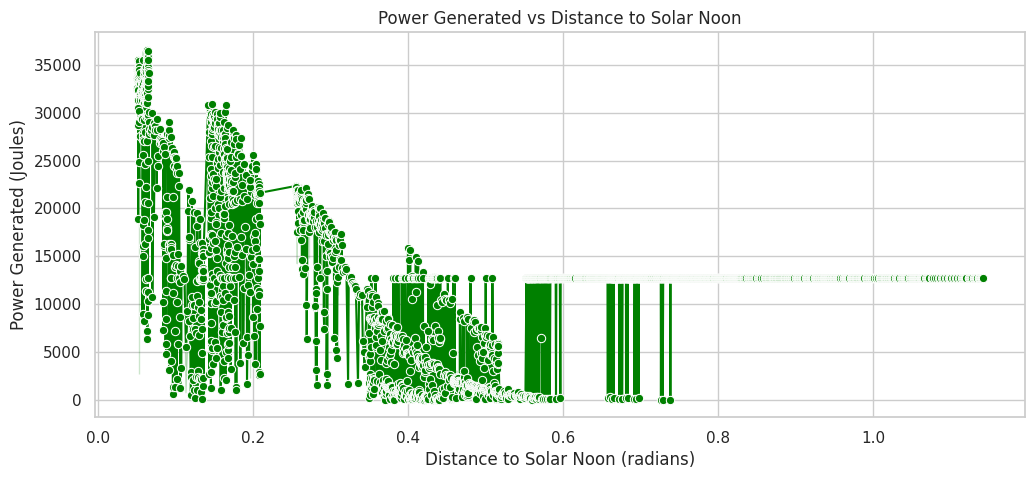 Power Generated vs Distance to Solar Noon
Power Generated (Joules)
35000
30000
25000
20000
15000
10000
5000
0
0.0 0.2 0.4 0.6 0.8 1.0
Distance to Solar Noon (radians)